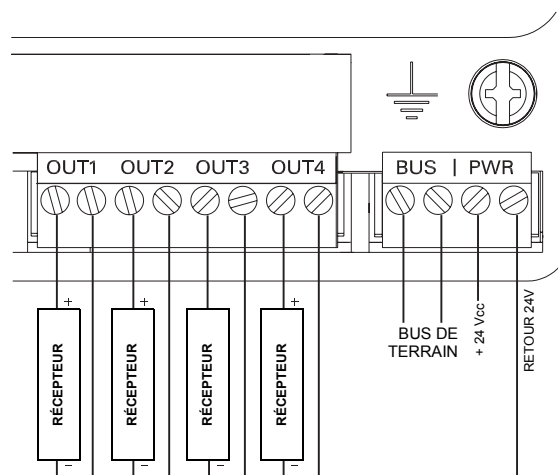 OUT1 OUT2 OUT3 OUT4
BUS | PWR
+ + +
RÉCEPTEUR
RÉCEPTEUR
RÉCEPTEUR
RÉCEPTEUR
– – – –
BUS DE
TERRAIN
+ 24 Vcc
RETOUR 24V